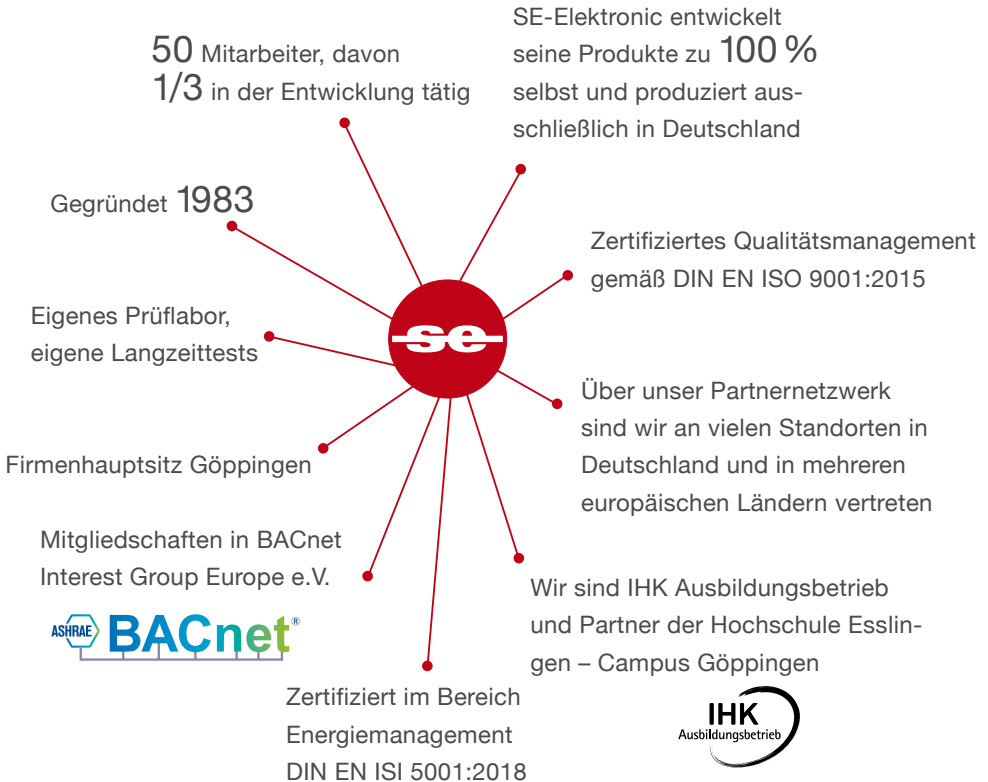 50 Mitarbeiter, davon
1/3 in der Entwicklung tätig
SE-Elektronic entwickelt
seine Produkte zu 100 %
selbst und produziert aus-
schließlich in Deutschland
Gegründet 1983
Zertifiziertes Qualitätsmanagement
gemäß DIN EN ISO 9001:2015
Eigenes Prüflabor,
eigene Langzeittests
se
Über unser Partnernetzwerk
sind wir an vielen Standorten in
Deutschland und in mehreren
europäischen Ländern vertreten
Firmenhauptsitz Göppingen
Mitgliedschaften in BACnet
Interest Group Europe e.V.
ASHRAE BACnet®
Wir sind IHK Ausbildungsbetrieb
und Partner der Hochschule Esslin-
gen – Campus Göppingen
IHK
Ausbildungsbetrieb
Zertifiziert im Bereich
Energiemanagement
DIN EN ISI 5001:2018